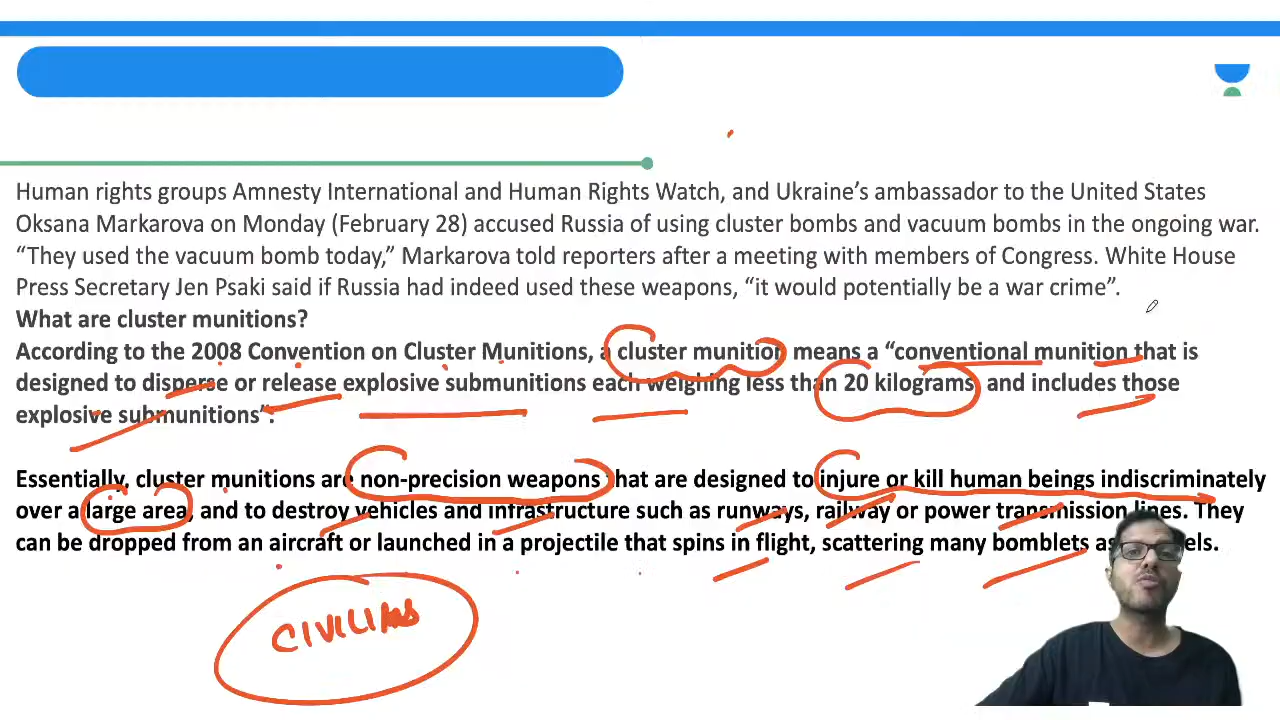 Human rights groups Amnesty International and Human Rights Watch, and Ukraine’s ambassador to the United States
Oksana Markarova on Monday (February 28) accused Russia of using cluster bombs and vacuum bombs in the ongoing war.
“They used the vacuum bomb today,” Markarova told reporters after a meeting with members of Congress. White House
Press Secretary Jen Psaki said if Russia had indeed used these weapons, “it would potentially be a war crime”.
What are cluster munitions?
According to the 2008 Convention on Cluster Munitions, a cluster munition means a “conventional munition that is
designed to disperse or release explosive submunitions each weighing less than 20 kilograms, and includes those
explosive submunitions”.
Essentially, cluster munitions are non-precision weapons that are designed to injure or kill human beings indiscriminately
over a large area, and to destroy vehicles and infrastructure such as runways, railway or power transmission lines. They
can be dropped from an aircraft or launched in a projectile that spins in flight, scattering many bomblets as